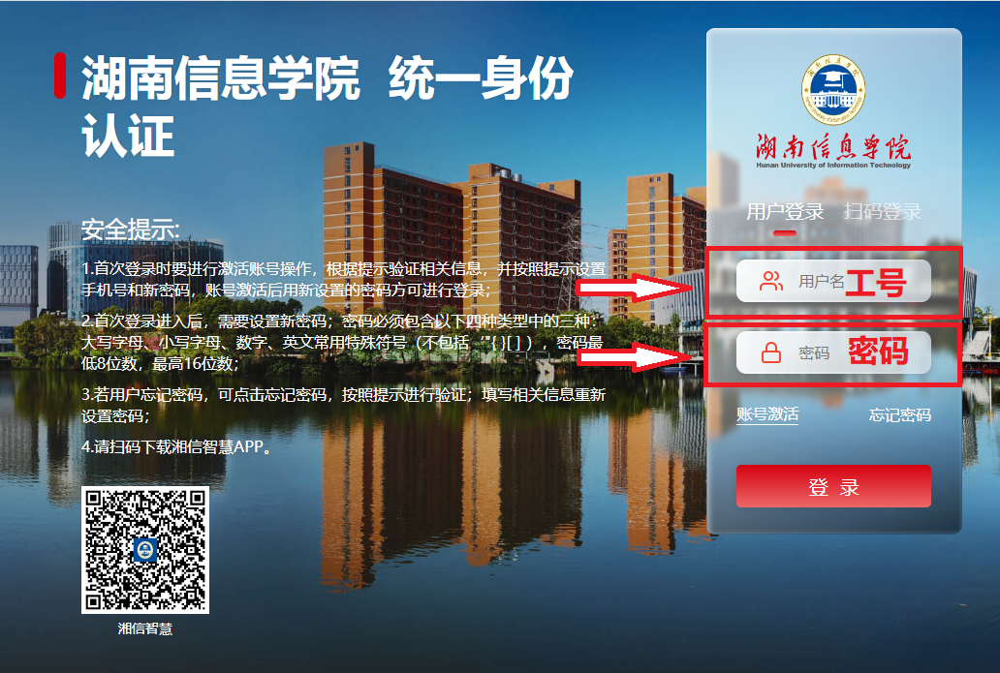 湖南信息学院 统一身份
认证
安全提示:
1.首次登录时要进行激活账号操作，根据提示验证相关信息，并按照提示设置
手机号和新密码，账号激活后用新设置的密码方可进行登录；
2.首次登录进入后，需要设置新密码；密码必须包含以下四种类型中的三种：
大写字母、小写字母、数字、英文常用特殊符号（不包括‘"{ }[ ] ），密码最
低8位数，最高16位数；
3.若用户忘记密码，可点击忘记密码，按照提示进行验证；填写相关信息重新
设置密码；
4.请扫码下载湘信智慧APP。
湘信智慧
湖南信息学院
Hunan University of Information Technology
用户登录 扫码登录
用户名 工号
密码 密码
账号激活 忘记密码
登 录